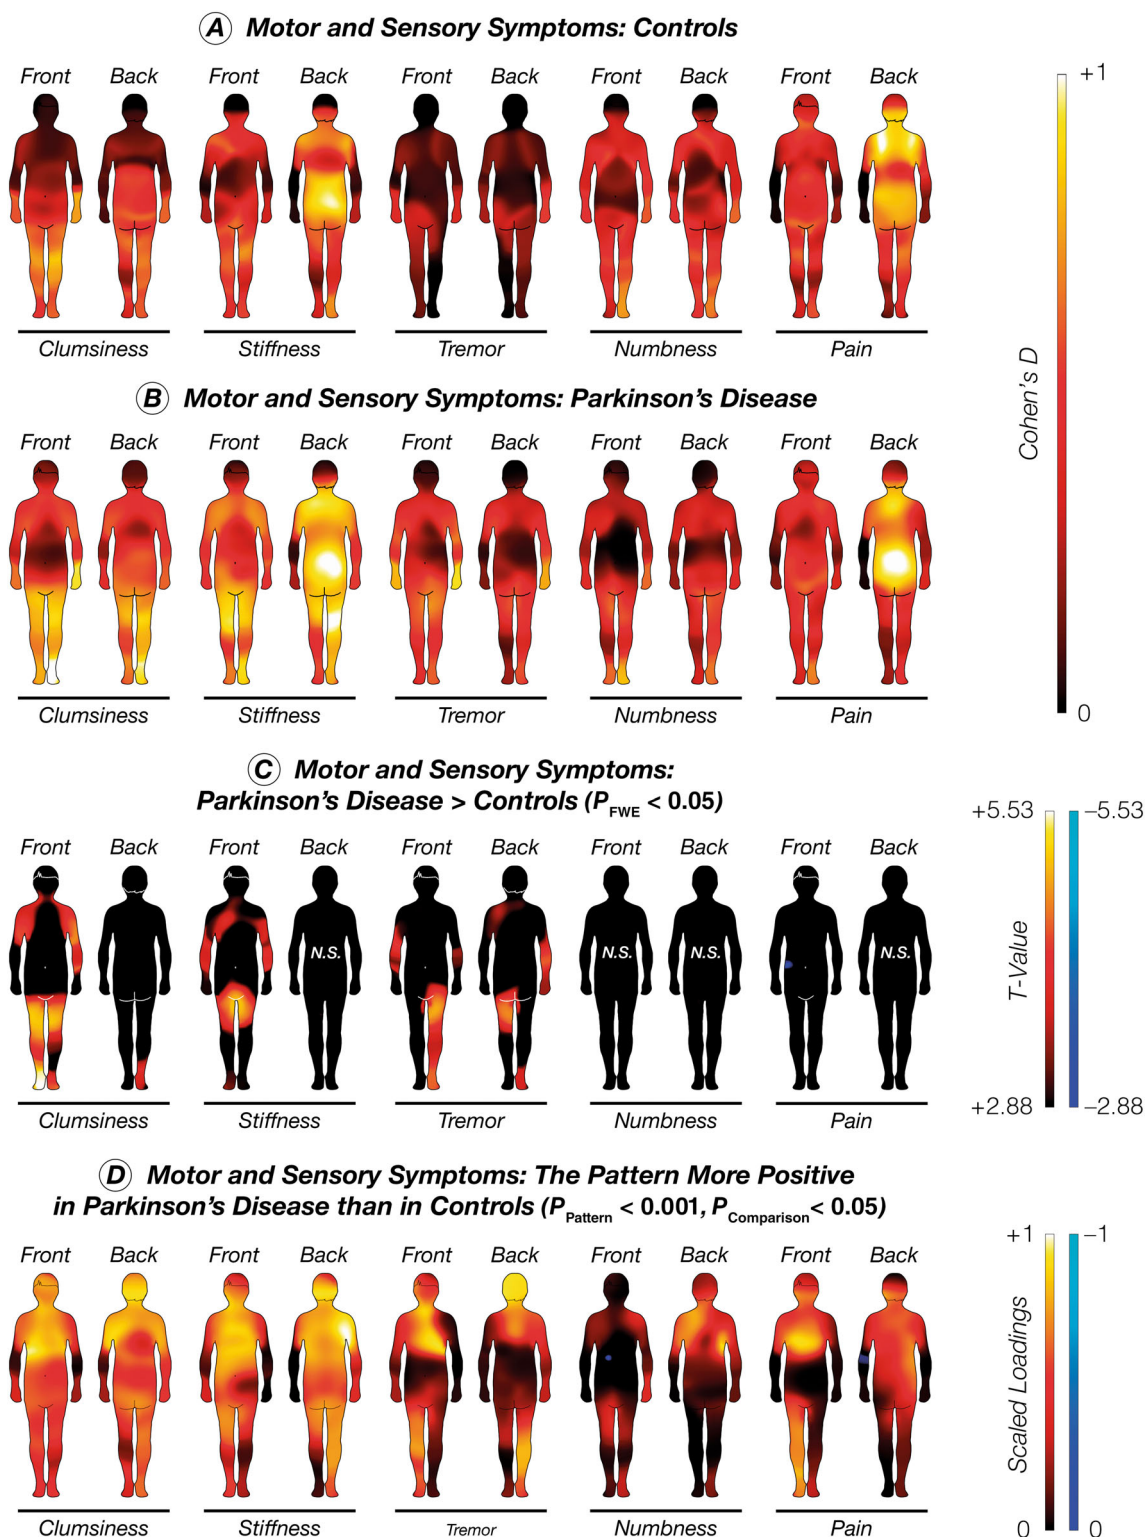 A Motor and Sensory Symptoms: Controls
Front Back Front Back Front Back Front Back Front Back
+1
Clumsiness Stiffness Tremor Numbness Pain
B Motor and Sensory Symptoms: Parkinson's Disease
Cohen's D
Front Back Front Back Front Back Front Back Front Back
Clumsiness Stiffness Tremor Numbness Pain
0
C Motor and Sensory Symptoms:
Parkinson's Disease > Controls (P FWE < 0.05)
+5.53 −5.53
Front Back Front Back Front Back Front Back Front Back
N.S. N.S. N.S. N.S.
T-Value
+2.88 −2.88
Clumsiness Stiffness Tremor Numbness Pain
D Motor and Sensory Symptoms: The Pattern More Positive
in Parkinson's Disease than in Controls (P Pattern < 0.001, P Comparison < 0.05)
+1 −1
Front Back Front Back Front Back Front Back Front Back
Scaled Loadings
0 0
Clumsiness Stiffness Tremor Numbness Pain